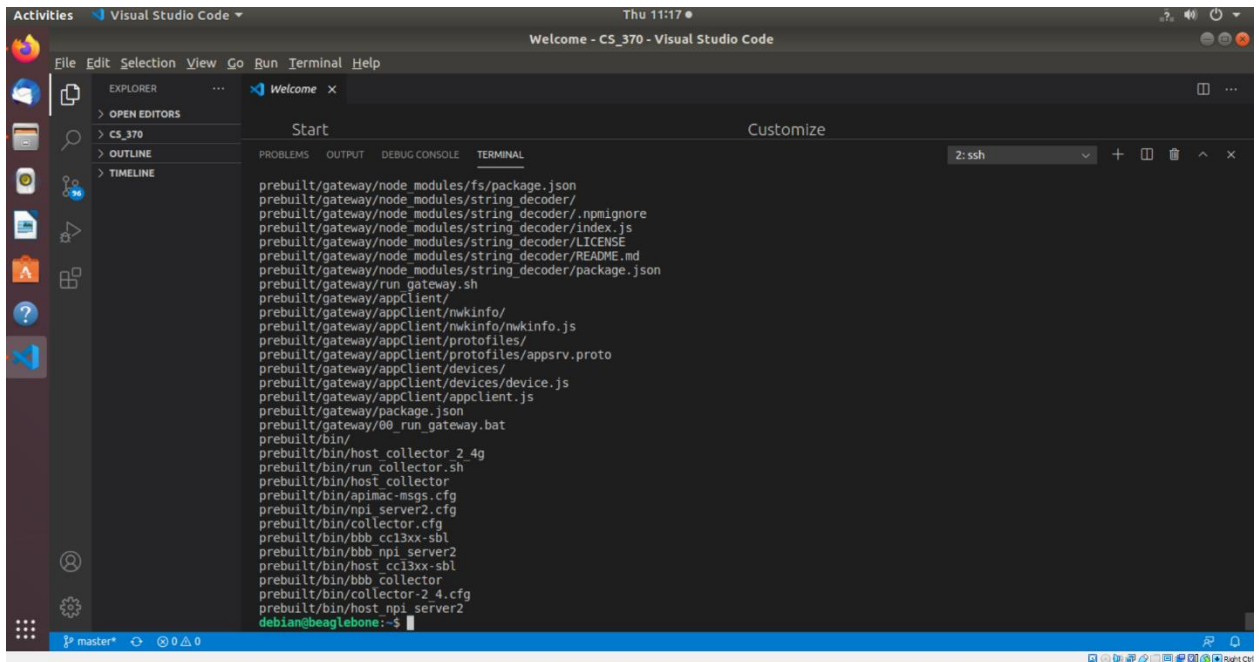 Activities Visual Studio Code Thu 11:17
Welcome - CS_370 - Visual Studio Code
File Edit Selection View Go Run Terminal Help
EXPLORER ... Welcome ...
OPEN EDITORS
CS_370
OUTLINE
TIMELINE
Start Customize
PROBLEMS OUTPUT DEBUG CONSOLE TERMINAL 2: ssh
prebuilt/gateway/node_modules/fs/package.json
prebuilt/gateway/node_modules/string_decoder/
prebuilt/gateway/node_modules/string_decoder/.npmignore
prebuilt/gateway/node_modules/string_decoder/index.js
prebuilt/gateway/node_modules/string_decoder/LICENSE
prebuilt/gateway/node_modules/string_decoder/README.md
prebuilt/gateway/node_modules/string_decoder/package.json
prebuilt/gateway/run_gateway.sh
prebuilt/gateway/appClient/
prebuilt/gateway/appClient/nwkinfo/
prebuilt/gateway/appClient/nwkinfo/nwkinfo.js
prebuilt/gateway/appClient/protofiles/
prebuilt/gateway/appClient/protofiles/appsrv.proto
prebuilt/gateway/appClient/devices/
prebuilt/gateway/appClient/devices/device.js
prebuilt/gateway/appClient/appclient.js
prebuilt/gateway/package.json
prebuilt/gateway/00_run_gateway.bat
prebuilt/bin/
prebuilt/bin/host_collector_2_4g
prebuilt/bin/run_collector.sh
prebuilt/bin/host_collector
prebuilt/bin/apimac-msgs.cfg
prebuilt/bin/npi_server2.cfg
prebuilt/bin/collector.cfg
prebuilt/bin/bbb_cc13xx-sbl
prebuilt/bin/bbb_npi_server2
prebuilt/bin/host_cc13xx-sbl
prebuilt/bin/bbb_collector
prebuilt/bin/collector-2_4.cfg
prebuilt/bin/host_npi_server2
debian@beaglebone:~$
96
master* 0 0
Right Ctrl